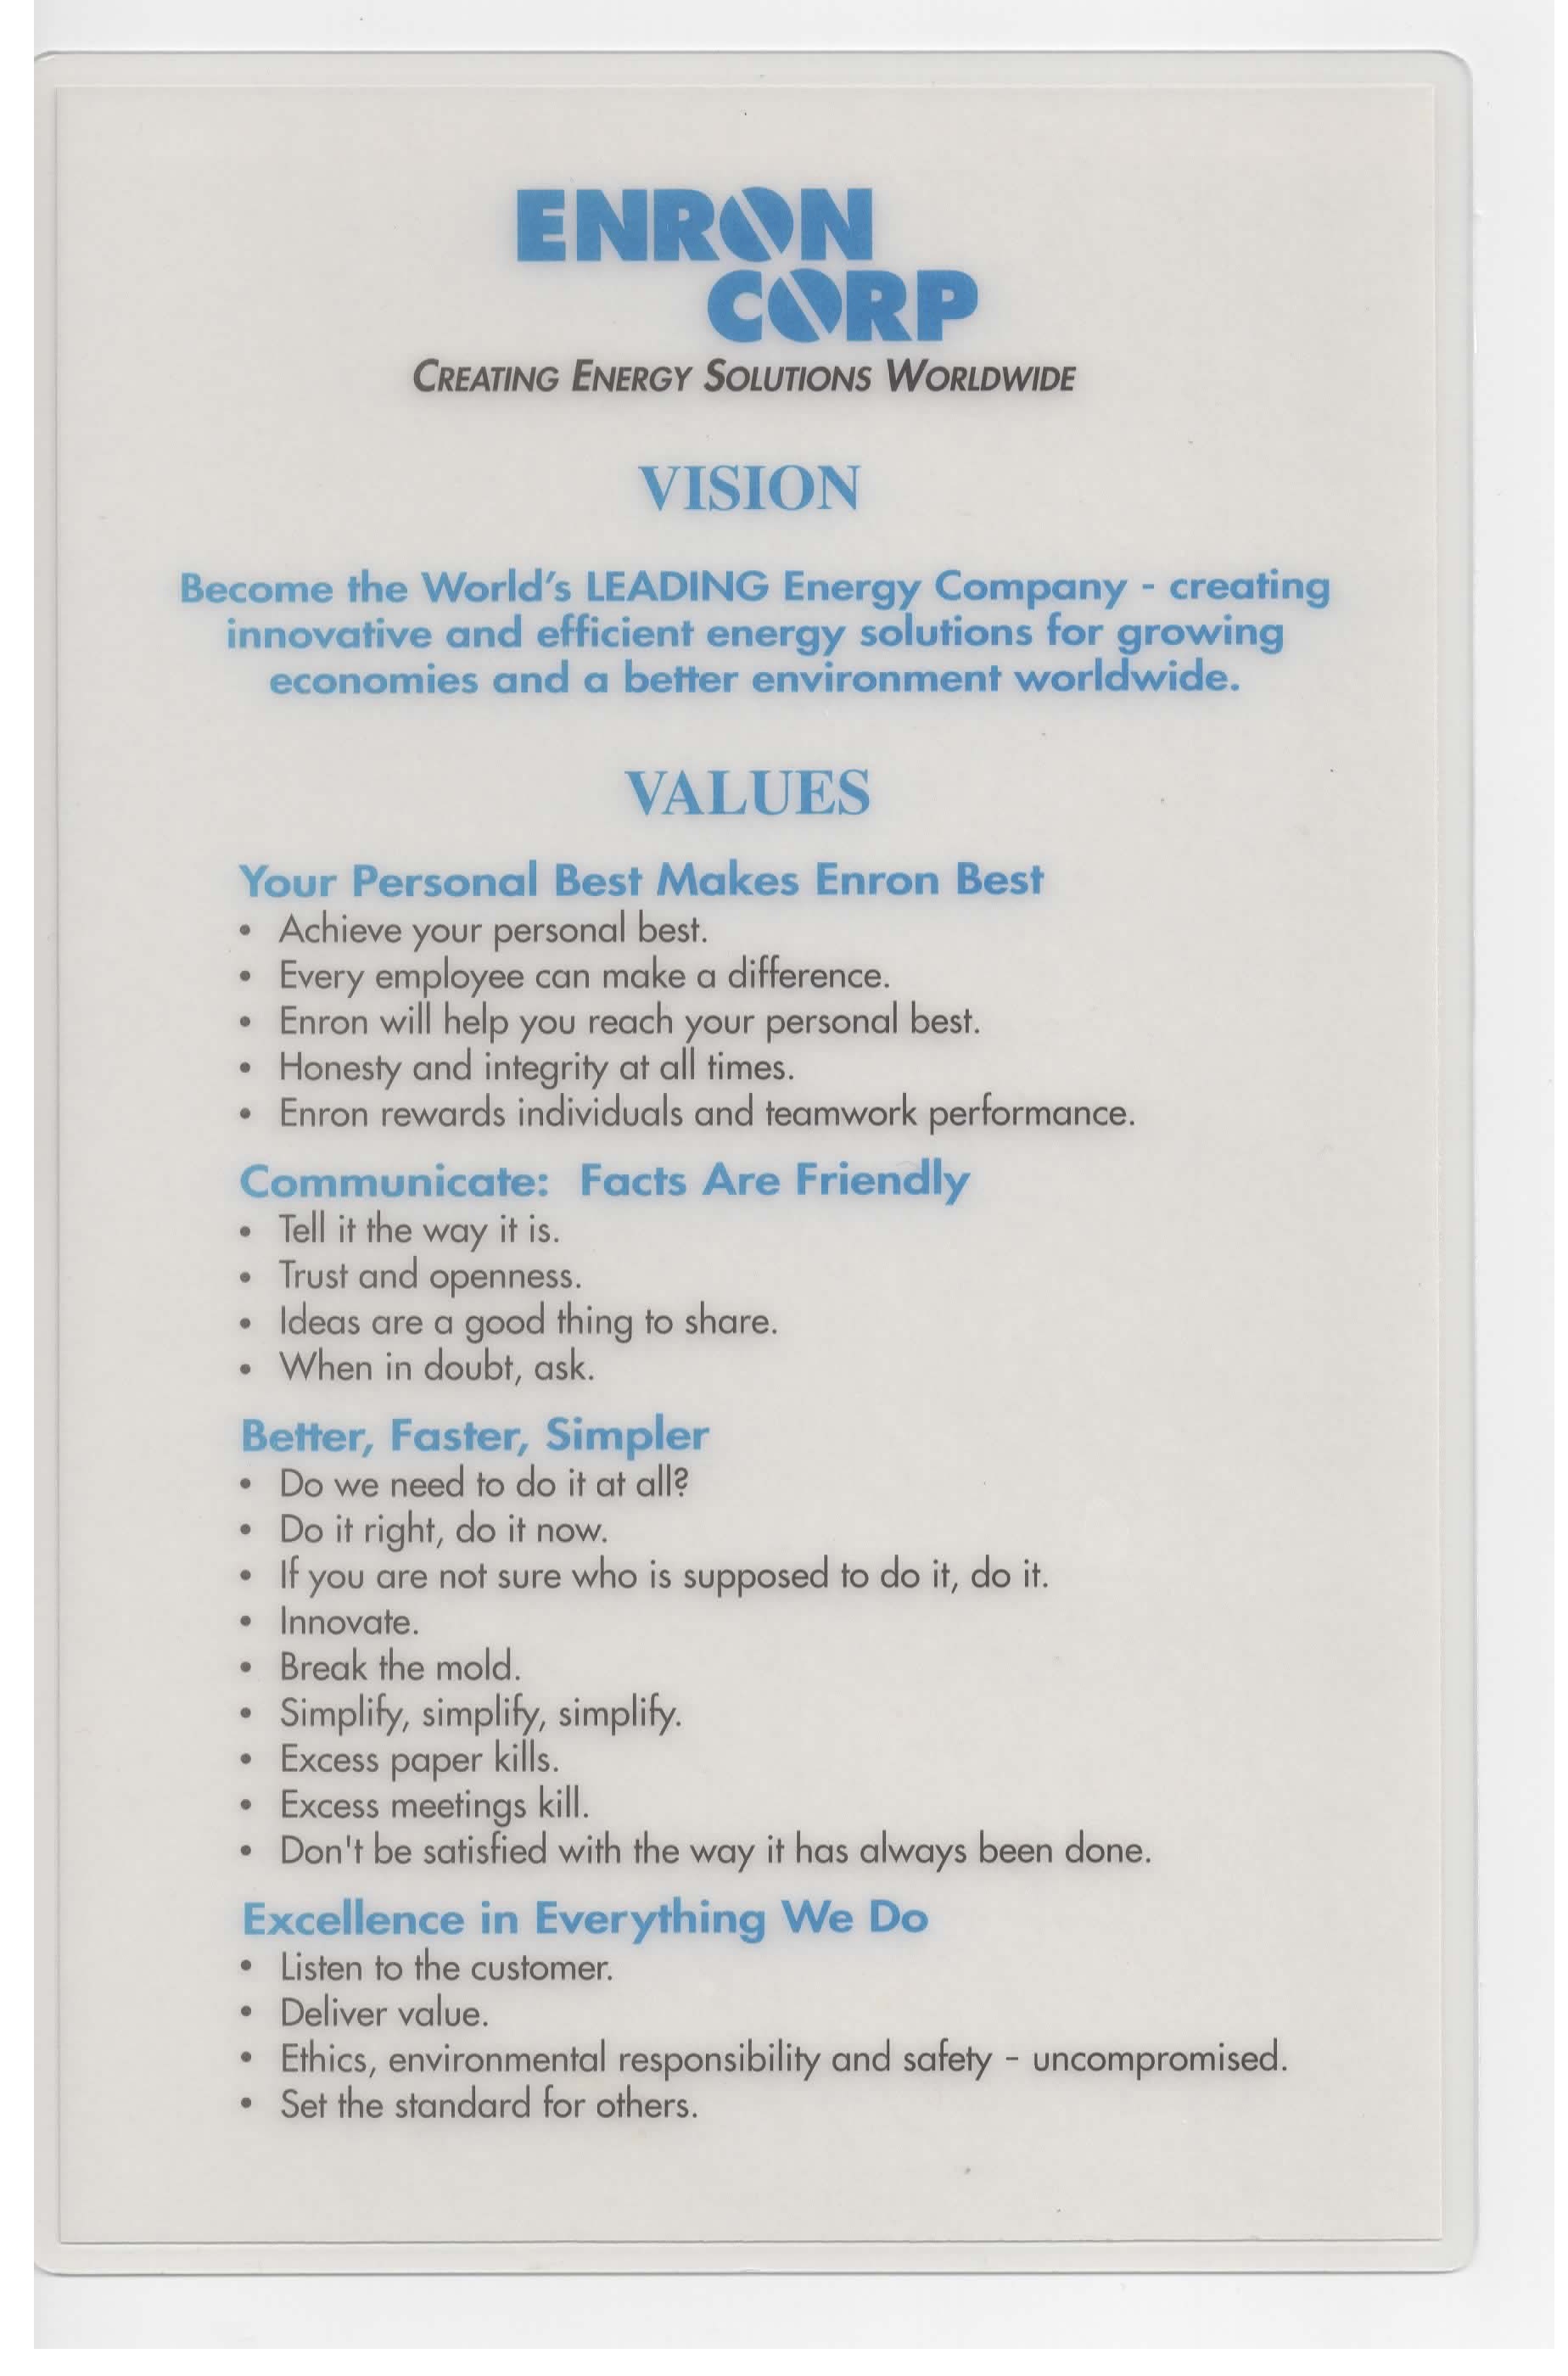 ENRON
CORP
CREATING ENERGY SOLUTIONS WORLDWIDE
VISION
Become the World's LEADING Energy Company - creating
innovative and efficient energy solutions for growing
economies and a better environment worldwide.
VALUES
Your Personal Best Makes Enron Best
• Achieve your personal best.
• Every employee can make a difference.
• Enron will help you reach your personal best.
• Honesty and integrity at all times.
• Enron rewards individuals and teamwork performance.
Communicate: Facts Are Friendly
• Tell it the way it is.
• Trust and openness.
• Ideas are a good thing to share.
• When in doubt, ask.
Better, Faster, Simpler
• Do we need to do it at all?
• Do it right, do it now.
• If you are not sure who is supposed to do it, do it.
• Innovate.
• Break the mold.
• Simplify, simplify, simplify.
• Excess paper kills.
• Excess meetings kill.
• Don't be satisfied with the way it has always been done.
Excellence in Everything We Do
• Listen to the customer.
• Deliver value.
• Ethics, environmental responsibility and safety - uncompromised.
• Set the standard for others.